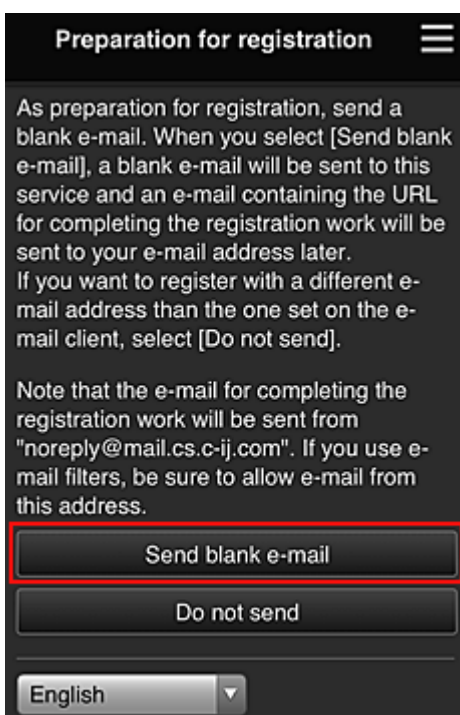 Preparation for registration
As preparation for registration, send a
blank e-mail. When you select [Send blank
e-mail], a blank e-mail will be sent to this
service and an e-mail containing the URL
for completing the registration work will be
sent to your e-mail address later.
If you want to register with a different e-
mail address than the one set on the e-
mail client, select [Do not send].
Note that the e-mail for completing the
registration work will be sent from
"noreply@mail.cs.c-ij.com". If you use e-
mail filters, be sure to allow e-mail from
this address.
Send blank e-mail
Do not send
English